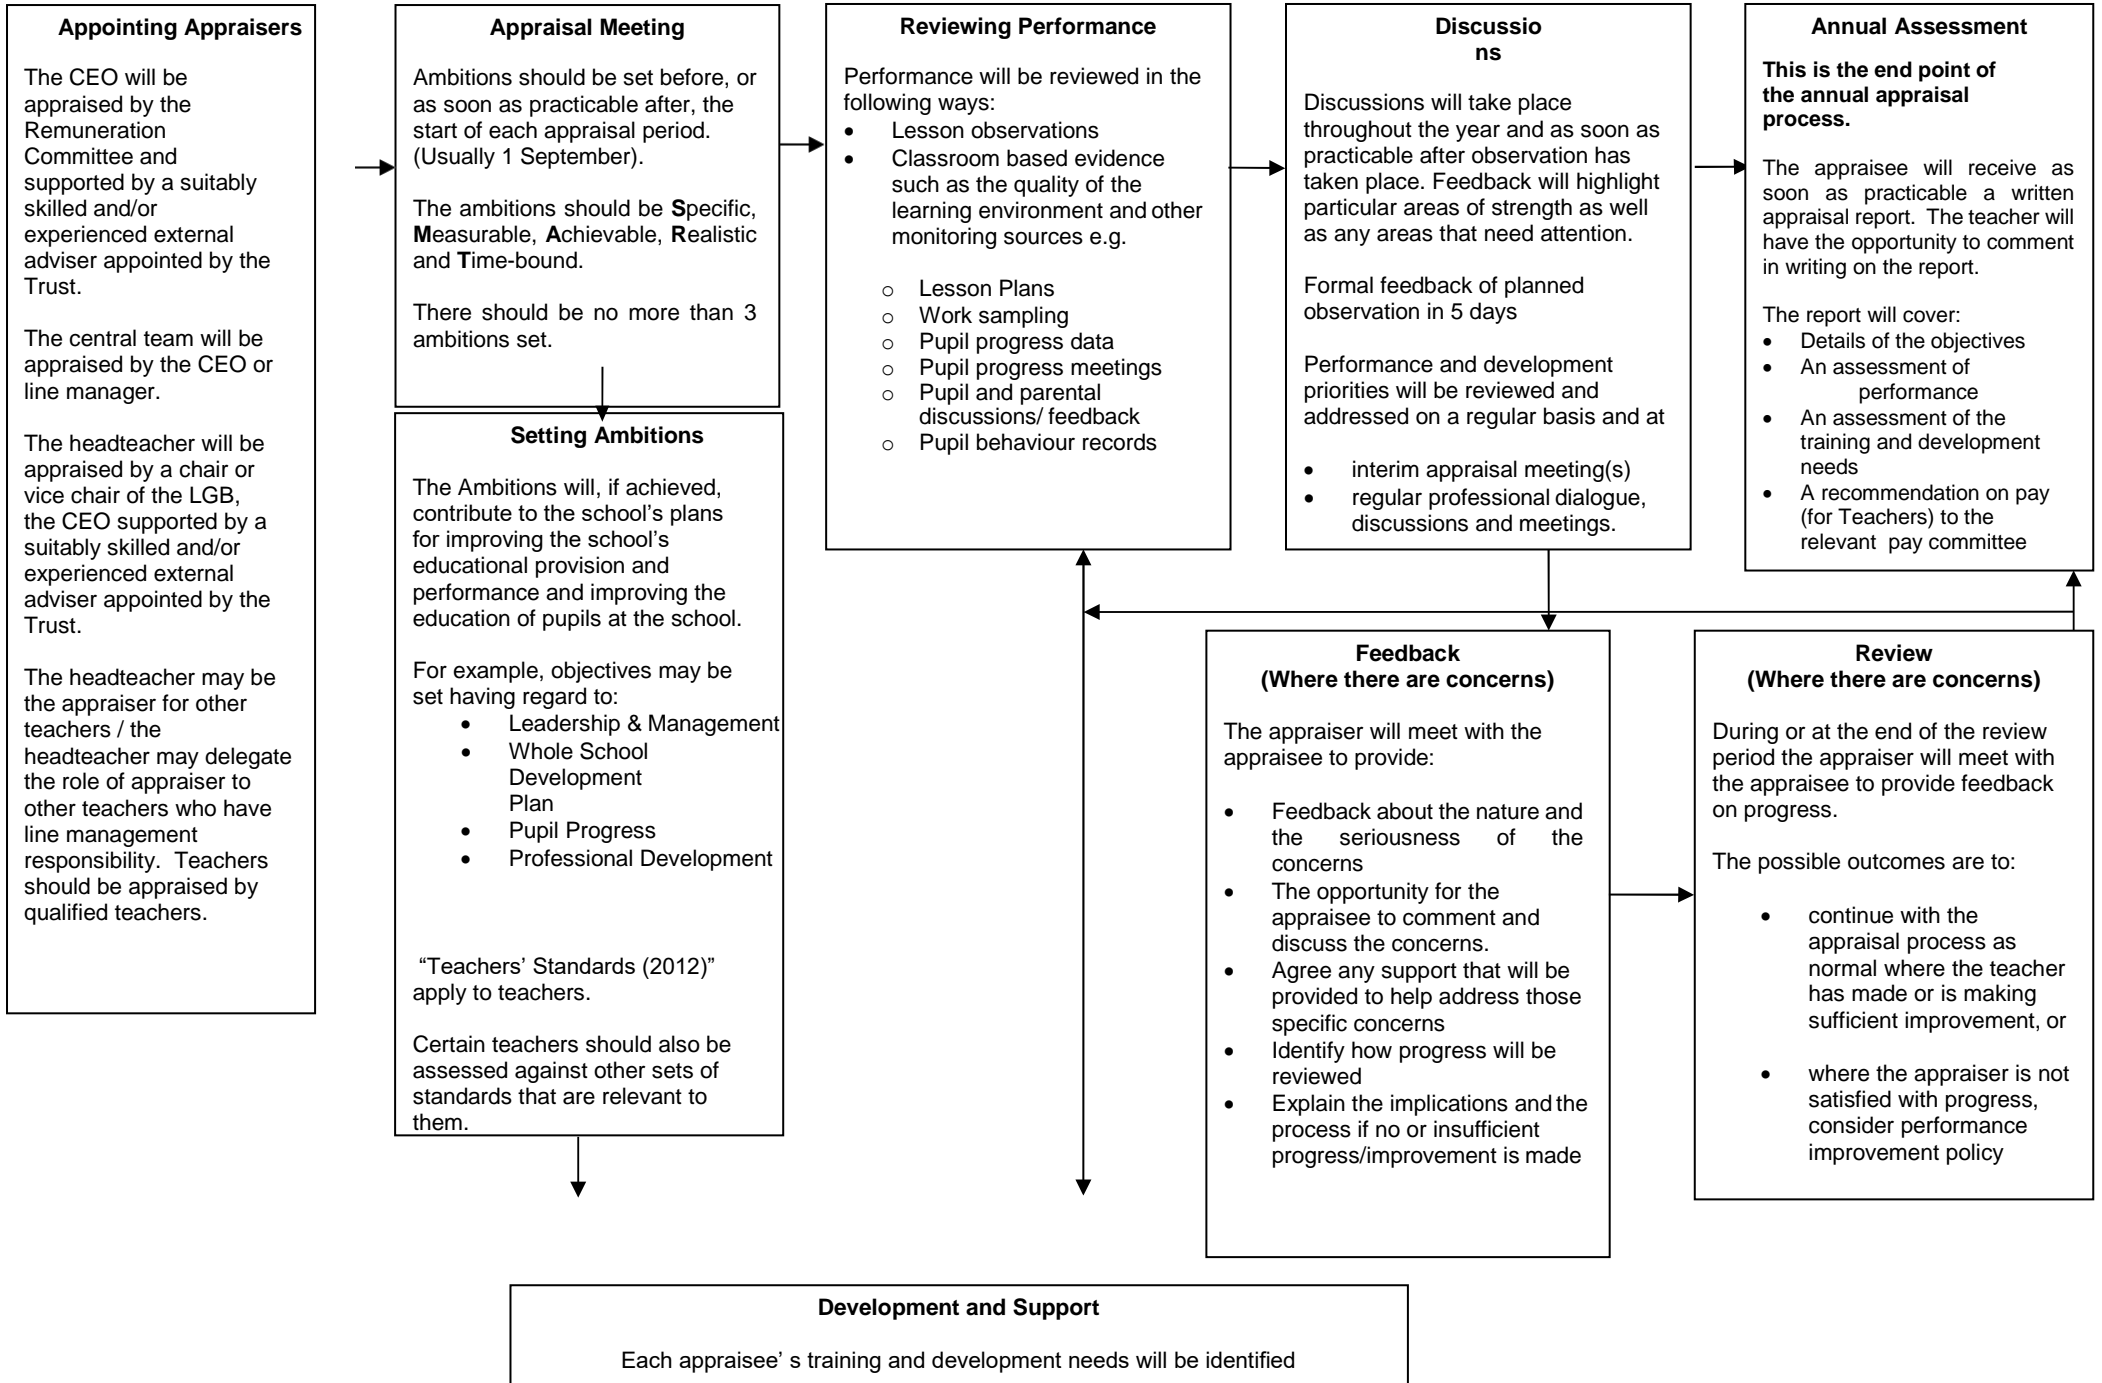 Appointing Appraisers
The CEO will be
appraised by the
Remuneration
Committee and
supported by a suitably
skilled and/or
experienced external
adviser appointed by the
Trust.
The central team will be
appraised by the CEO or
line manager.
The headteacher will be
appraised by a chair or
vice chair of the LGB,
the CEO supported by a
suitably skilled and/or
experienced external
adviser appointed by the
Trust.
The headteacher may be
the appraiser for other
teachers / the
headteacher may delegate
the role of appraiser to
other teachers who have
line management
responsibility. Teachers
should be appraised by
qualified teachers.
Appraisal Meeting
Ambitions should be set before, or
as soon as practicable after, the
start of each appraisal period.
(Usually 1 September).
The ambitions should be Specific,
Measurable, Achievable, Realistic
and Time-bound.
There should be no more than 3
ambitions set.
Setting Ambitions
The Ambitions will, if achieved,
contribute to the school's plans
for improving the school's
educational provision and
performance and improving the
education of pupils at the school.
For example, objectives may be
set having regard to:
• Leadership & Management
• Whole School
Development
Plan
• Pupil Progress
• Professional Development
“Teachers’ Standards (2012)”
apply to teachers.
Certain teachers should also be
assessed against other sets of
standards that are relevant to
them.
Reviewing Performance
Performance will be reviewed in the
following ways:
• Lesson observations
• Classroom based evidence
such as the quality of the
learning environment and other
monitoring sources e.g.
o Lesson Plans
o Work sampling
o Pupil progress data
o Pupil progress meetings
o Pupil and parental
discussions/ feedback
o Pupil behaviour records
Discussio
ns
Discussions will take place
throughout the year and as soon as
practicable after observation has
taken place. Feedback will highlight
particular areas of strength as well
as any areas that need attention.
Formal feedback of planned
observation in 5 days
Performance and development
priorities will be reviewed and
addressed on a regular basis and at
• interim appraisal meeting(s)
• regular professional dialogue,
discussions and meetings.
Annual Assessment
This is the end point of
the annual appraisal
process.
The appraisee will receive as
soon as practicable a written
appraisal report. The teacher will
have the opportunity to comment
in writing on the report.
The report will cover:
• Details of the objectives
• An assessment of
performance
• An assessment of the
training and development
needs
• A recommendation on pay
(for Teachers) to the
relevant pay committee
Feedback
(Where there are concerns)
The appraiser will meet with the
appraisee to provide:
• Feedback about the nature and
the seriousness of the
concerns
• The opportunity for the
appraisee to comment and
discuss the concerns.
• Agree any support that will be
provided to help address those
specific concerns
• Identify how progress will be
reviewed
• Explain the implications and the
process if no or insufficient
progress/improvement is made
Review
(Where there are concerns)
During or at the end of the review
period the appraiser will meet with
the appraisee to provide feedback
on progress.
The possible outcomes are to:
• continue with the
appraisal process as
normal where the teacher
has made or is making
sufficient improvement, or
• where the appraiser is not
satisfied with progress,
consider performance
improvement policy
Development and Support
Each appraisee’ s training and development needs will be identified